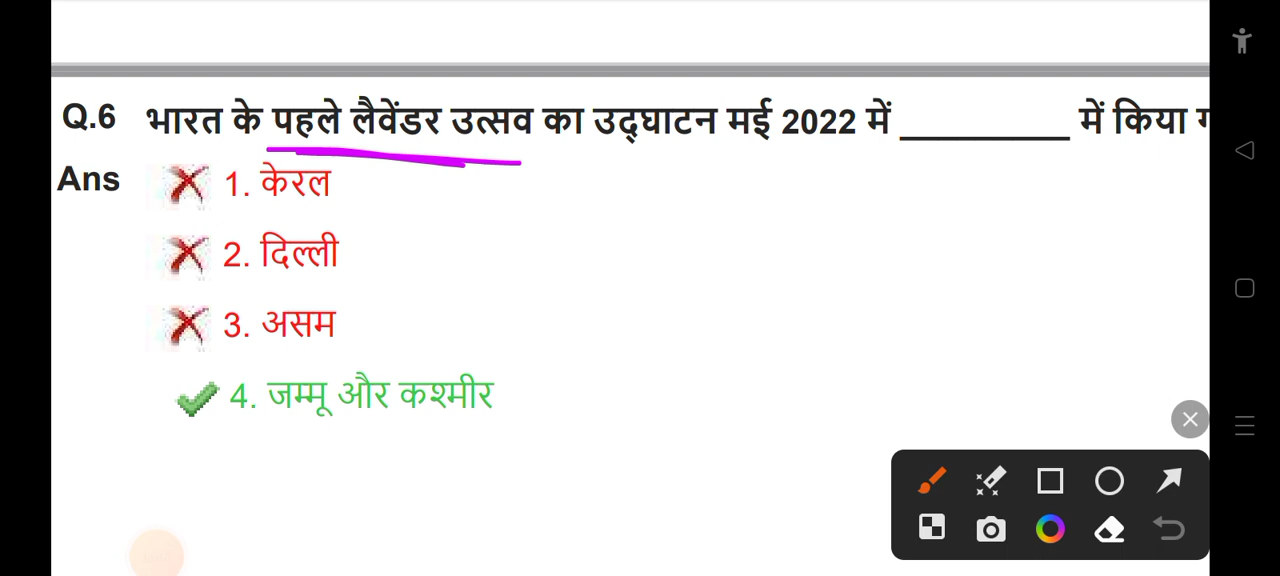 Q.6 भारत के पहले लैवेंडर उत्सव का उद्घाटन मई 2022 में __________ में किया
Ans 1. केरल
2. दिल्ली
3. असम
4. जम्मू और कश्मीर